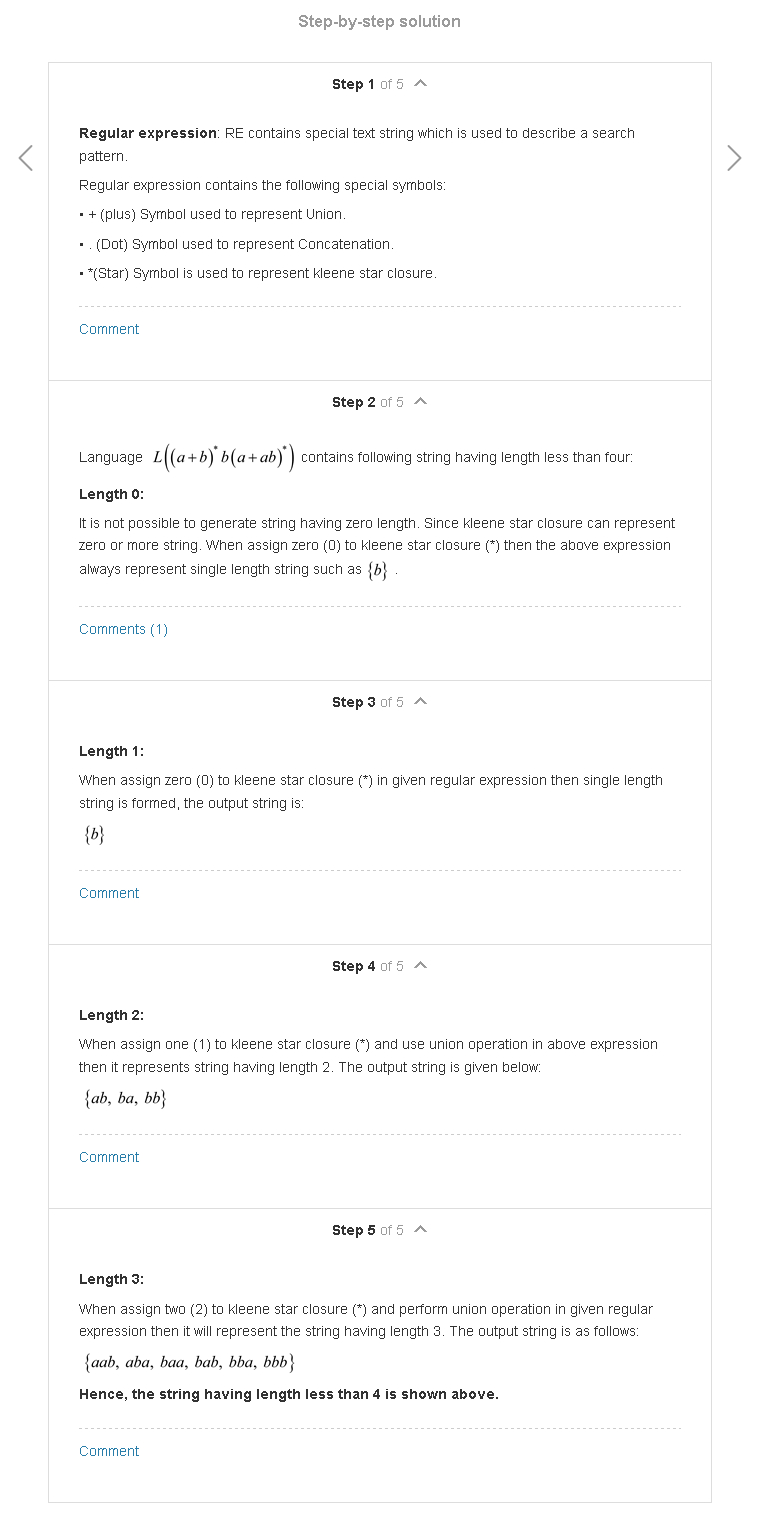 Step-by-step solution
Step 1 of 5
Regular expression: RE contains special text string which is used to describe a search
pattern.
Regular expression contains the following special symbols:
• + (plus) Symbol used to represent Union.
• . (Dot) Symbol used to represent Concatenation.
• *(Star) Symbol is used to represent kleene star closure.
Comment
Step 2 of 5
Language L((a+b)*b(a+ab)*) contains following string having length less than four:
Length 0:
It is not possible to generate string having zero length. Since kleene star closure can represent
zero or more string. When assign zero (0) to kleene star closure (*) then the above expression
always represent single length string such as {b} .
Comments (1)
Step 3 of 5
Length 1:
When assign zero (0) to kleene star closure (*) in given regular expression then single length
string is formed, the output string is:
{b}
Comment
Step 4 of 5
Length 2:
When assign one (1) to kleene star closure (*) and use union operation in above expression
then it represents string having length 2. The output string is given below:
{ab, ba, bb}
Comment
Step 5 of 5
Length 3:
When assign two (2) to kleene star closure (*) and perform union operation in given regular
expression then it will represent the string having length 3. The output string is as follows:
{aab, aba, baa, bab, bba, bbb}
Hence, the string having length less than 4 is shown above.
Comment